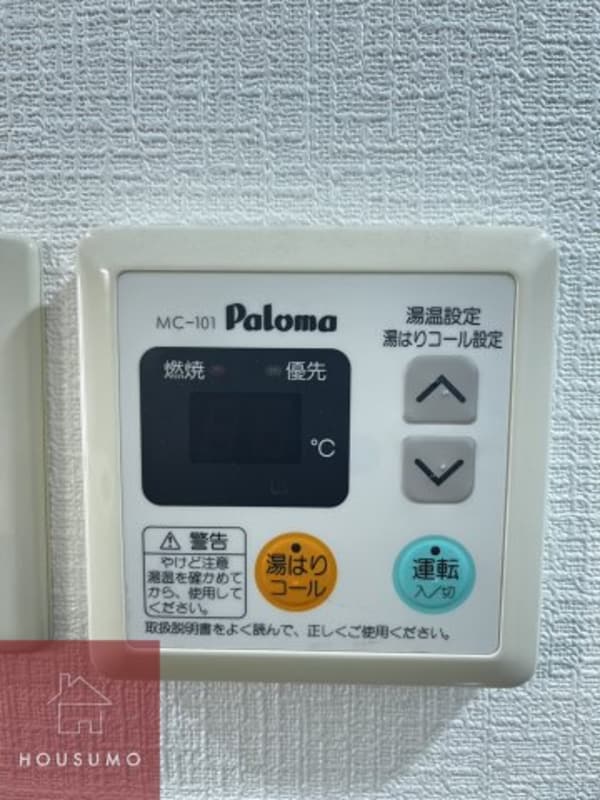 MC-101 Paloma
湯温設定
湯はりコール設定
燃焼 優先
℃
警告
やけど注意
湯温を確かめて
から、使用して
ください。
湯はり
コール
運転
入/切
取扱説明書をよく読んで、正しくご使用ください。
HOUSUMO